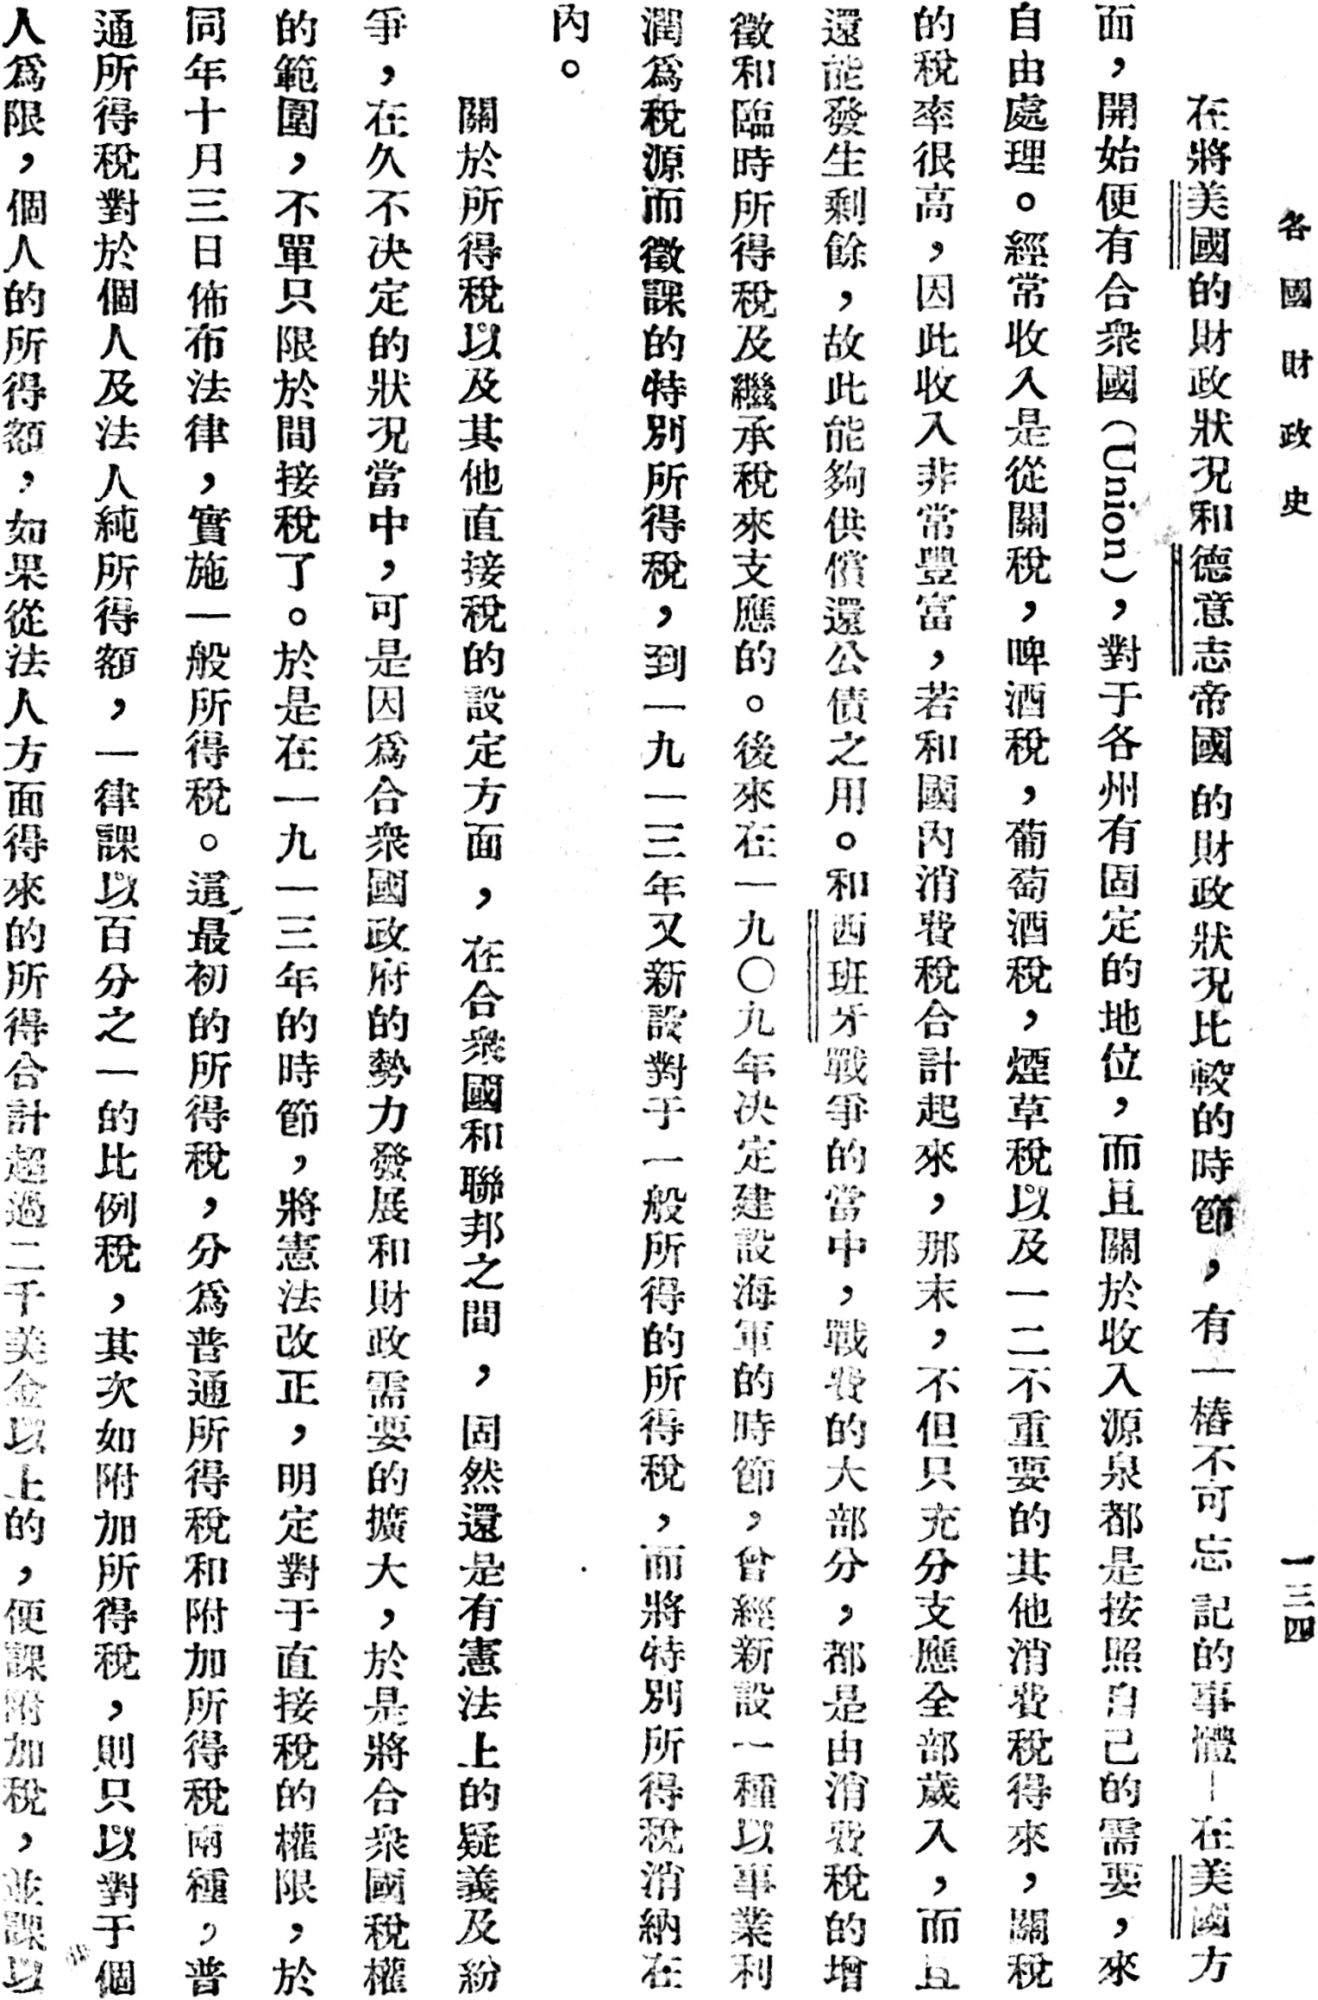 各國財政史
一三四
在將美國的財政狀況和德意志帝國的財政狀況比較的時節，有一樁不可忘記的事體—在美國方
面，開始便有合衆國(Union)，對于各州有固定的地位，而且關於收入源泉都是按照自己的需要，來
自由處理。經常收入是從關稅，啤酒稅，葡萄酒稅，煙草稅以及一二不重要的其他消費稅得來，關稅
的稅率很高，因此收入非常豐富，若和國內消費稅合計起來，那末，不但只充分支應全部歲入，而且
還能發生剩餘，故此能夠供償還公債之用。和西班牙戰爭的當中，戰費的大部分，都是由消費稅的增
徵和臨時所得稅及繼承稅來支應的。後來在一九〇九年決定建設海軍的時節，曾經新設一種以事業利
潤爲稅源而徵課的特別所得稅，到一九一三年又新設對于一般所得的所得稅，而將特別所得稅消納在
內。
關於所得稅以及其他直接稅的設定方面，在合衆國和聯邦之間，固然還是有憲法上的疑義及紛
爭，在久不決定的狀況當中，可是因爲合衆國政府的勢力發展和財政需要的擴大，於是將合衆國稅權
的範圍，不單只限於間接稅了。於是在一九一三年的時節，將憲法改正，明定對于直接稅的權限，於
同年十月三日佈布法律，實施一般所得稅。這最初的所得稅，分爲普通所得稅和附加所得稅兩種，普
通所得稅對於個人及法人純所得額，一律課以百分之一的比例稅，其次如附加所得稅，則只以對于個
人爲限，個人的所得額，如果從法人方面得來的所得合計超過二千美金以上的，便課附加稅，並課以